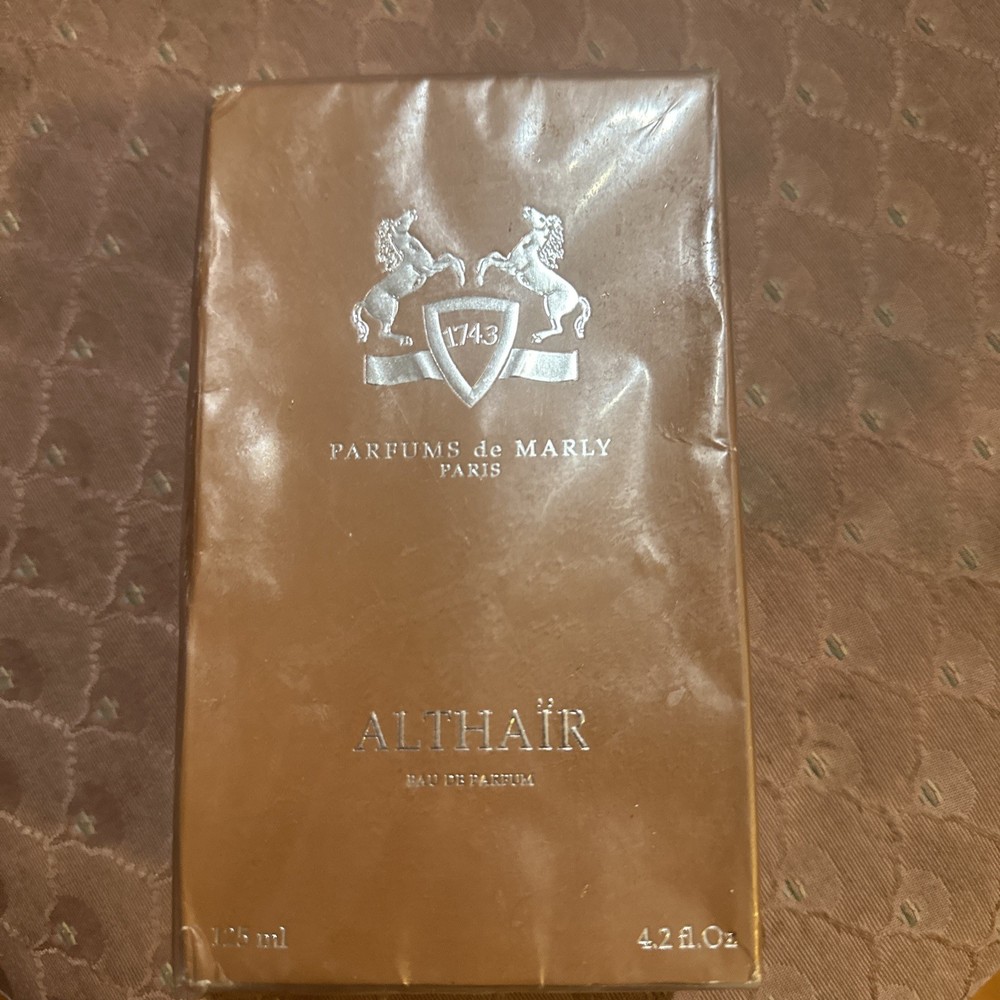 1743
PARFUMS de MARLY
PARIS
ALTHAÏR
EAU DE PARFUM
125 ml
4.2 fl.Oz